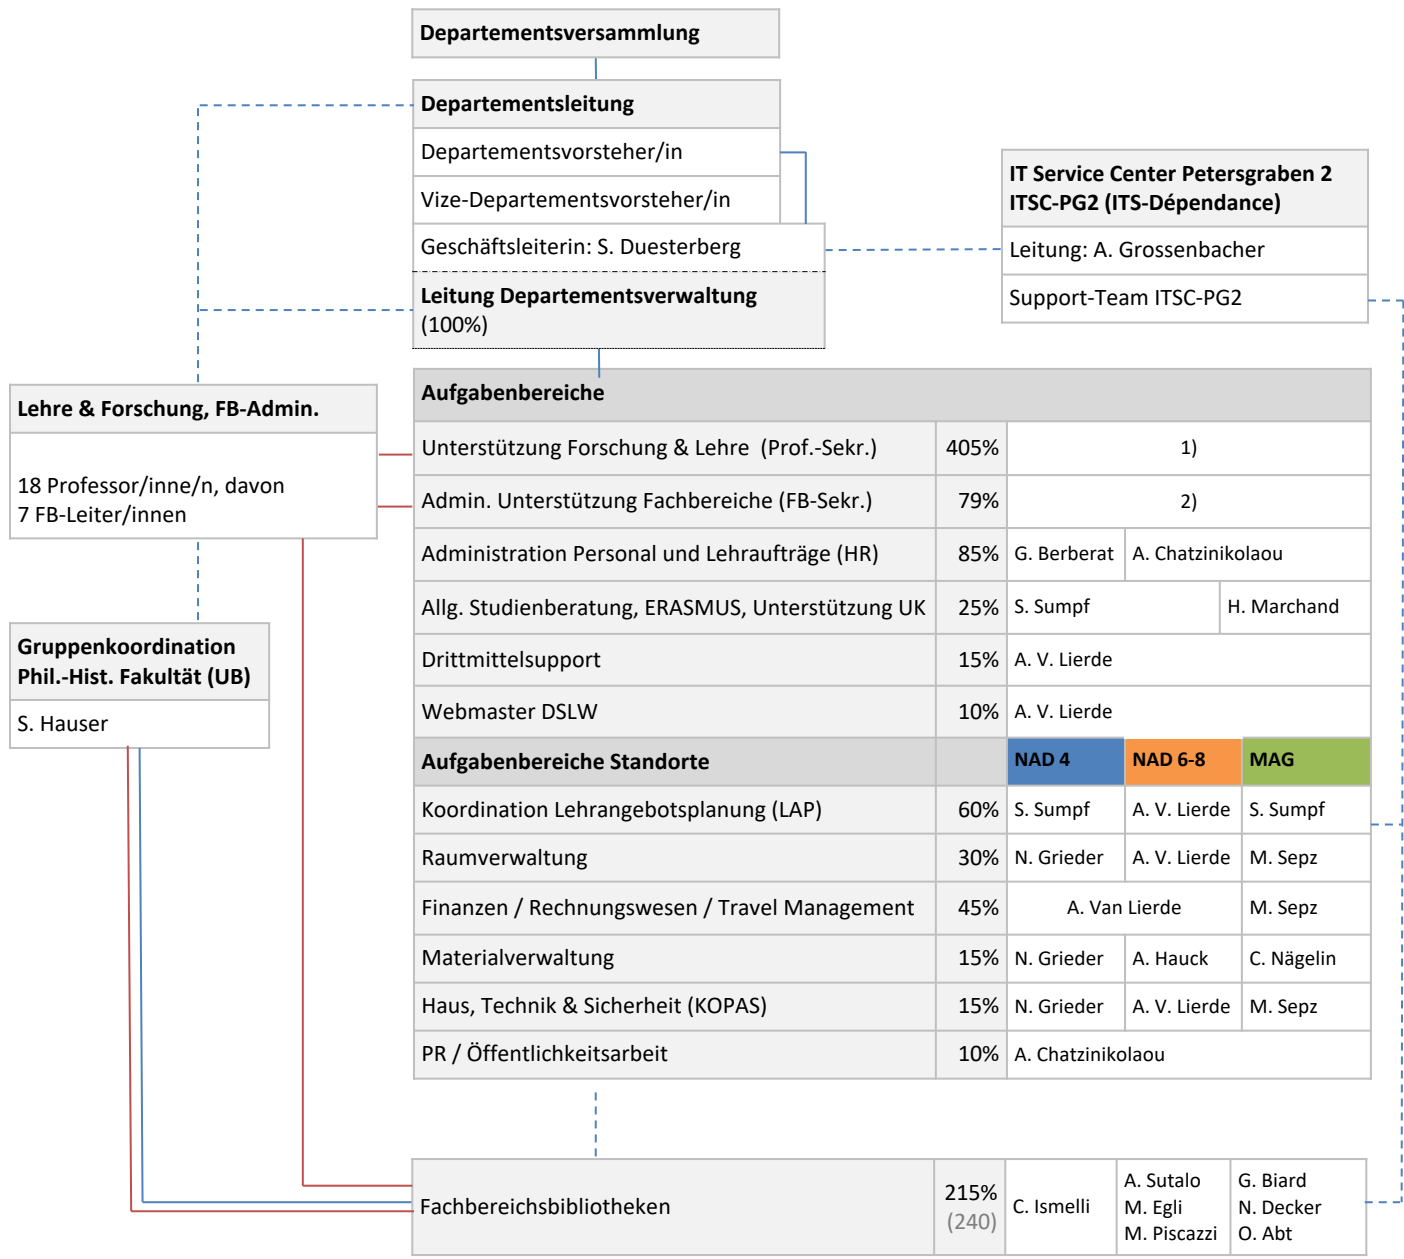 Departementsversammlung
Departementsleitung
Departementsvorsteher/in
Vize-Departementsvorsteher/in
Geschäftsleiterin: S. Duesterberg
Leitung Departementsverwaltung
(100%)
IT Service Center Petersgraben 2
ITSC-PG2 (ITS-Dépendance)
Leitung: A. Grossenbacher
Support-Team ITSC-PG2
Lehre & Forschung, FB-Admin.
18 Professor/inne/n, davon
7 FB-Leiter/innen
Gruppenkoordination
Phil.-Hist. Fakultät (UB)
S. Hauser
Aufgabenbereiche
Unterstützung Forschung & Lehre (Prof.-Sekr.) 405% 1)
Admin. Unterstützung Fachbereiche (FB-Sekr.) 79% 2)
Administration Personal und Lehraufträge (HR) 85% G. Berberat A. Chatzinikolaou
Allg. Studienberatung, ERASMUS, Unterstützung UK 25% S. Sumpf H. Marchand
Drittmittelsupport 15% A. V. Lierde
Webmaster DSLW 10% A. V. Lierde
Aufgabenbereiche Standorte NAD 4 NAD 6-8 MAG
Koordination Lehrangebotsplanung (LAP) 60% S. Sumpf A. V. Lierde S. Sumpf
Raumverwaltung 30% N. Grieder A. V. Lierde M. Sepz
Finanzen / Rechnungswesen / Travel Management 45% A. Van Lierde M. Sepz
Materialverwaltung 15% N. Grieder A. Hauck C. Nägelin
Haus, Technik & Sicherheit (KOPAS) 15% N. Grieder A. V. Lierde M. Sepz
PR / Öffentlichkeitsarbeit 10% A. Chatzinikolaou
Fachbereichsbibliotheken
215%
(240)
C. Ismelli
A. Sutalo
M. Egli
M. Piscazzi
G. Biard
N. Decker
O. Abt